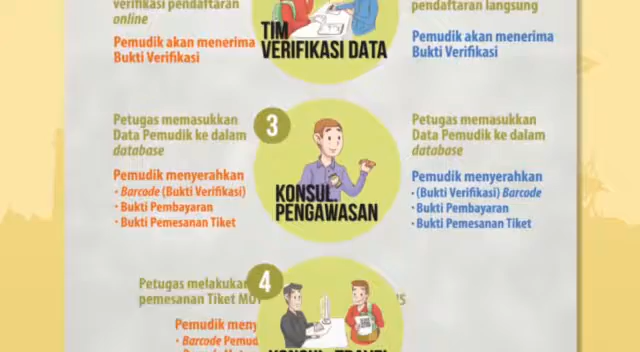 verifikasi pendaftaran
online
Pemudik akan menerima
Bukti Verifikasi
TIM
VERIFIKASI DATA
pendaftaran langsung
Pemudik akan menerima
Bukti Verifikasi
Petugas memasukkan
Data Pemudik ke dalam
database
Pemudik menyerahkan
• Barcode (Bukti Verifikasi)
• Bukti Pembayaran
• Bukti Pemesanan Tiket
3
KONSUL.
PENGAWASAN
Petugas memasukkan
Data Pemudik ke dalam
database
Pemudik menyerahkan
• (Bukti Verifikasi) Barcode
• Bukti Pembayaran
• Bukti Pemesanan Tiket
4
Petugas
pemesanan Tiket
• Barcode